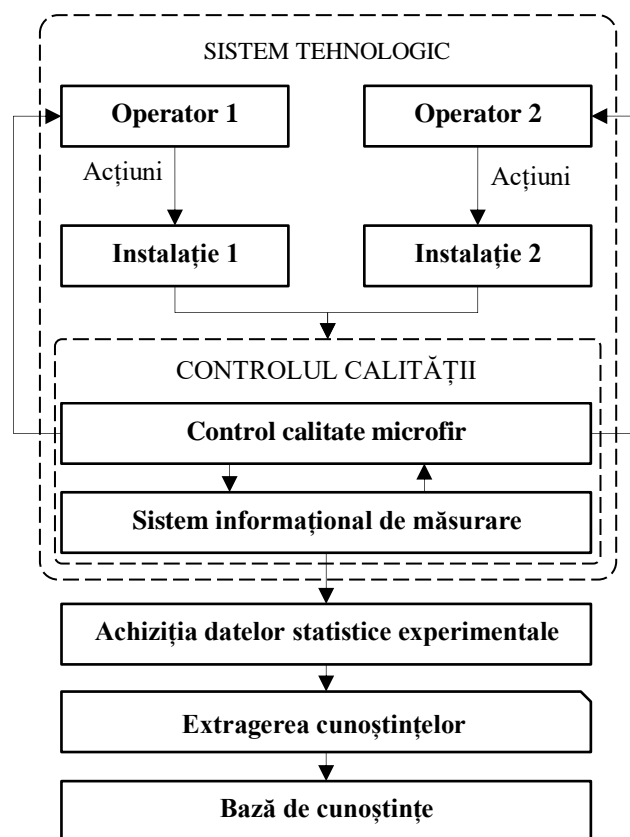 SISTEM TEHNOLOGIC
Operator 1
Operator 2
Acțiuni
Acțiuni
Instalație 1
Instalație 2
CONTROLUL CALITĂȚII
Control calitate microfir
Sistem informațional de măsurare
Achiziția datelor statistice experimentale
Extragerea cunoștințelor
Bază de cunoștințe